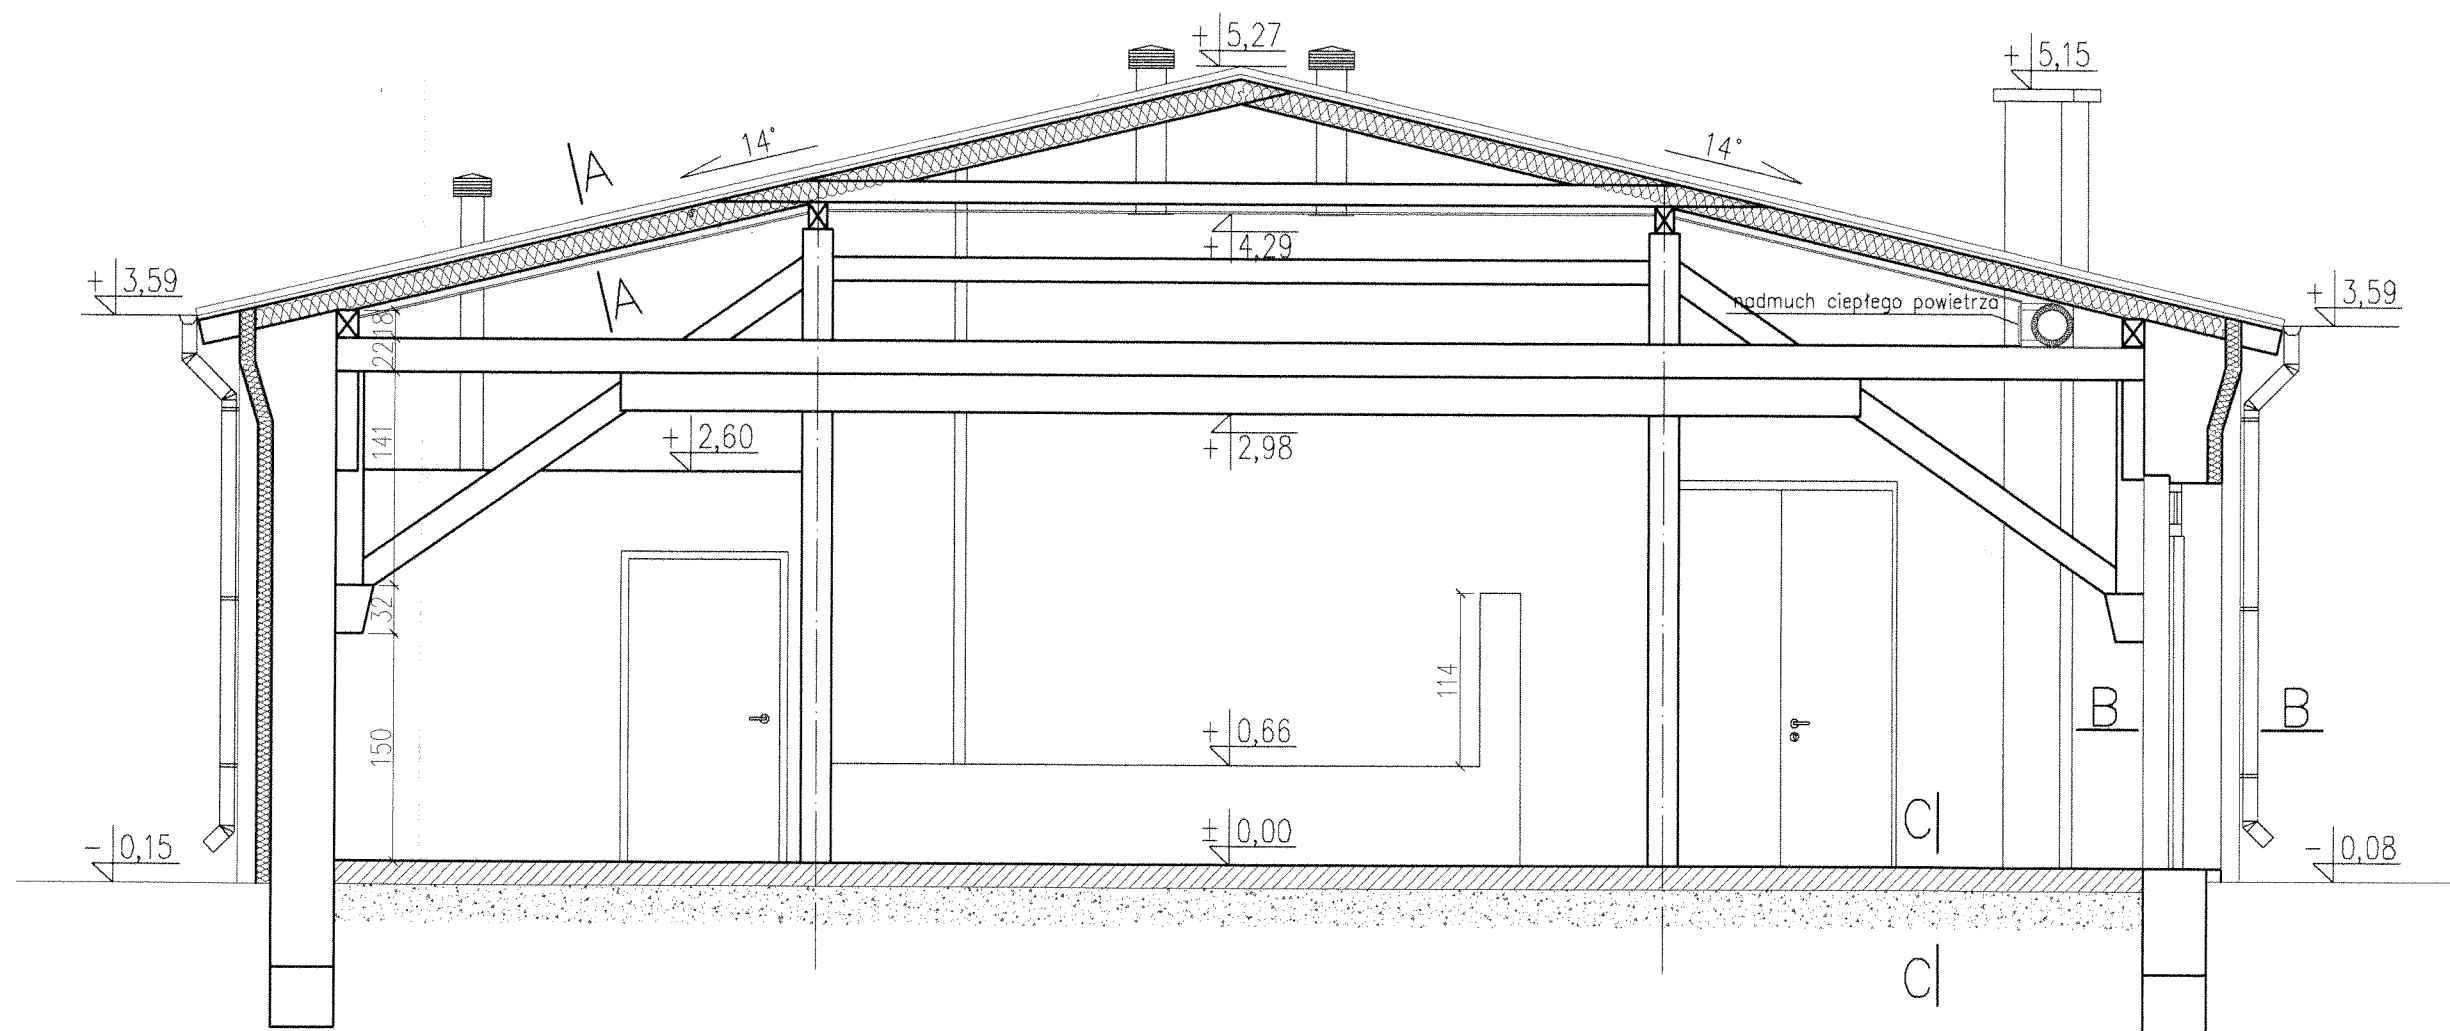 + 5,27
+ 5,15
14°
14°
A
+ 4,29
+ 3,59
A
18
nadmuch ciepłego powietrza
+ 3,59
22
141
+ 2,60
+ 2,98
32
114
B
B
+ 0,66
150
C
± 0,00
- 0,15
- 0,08
C